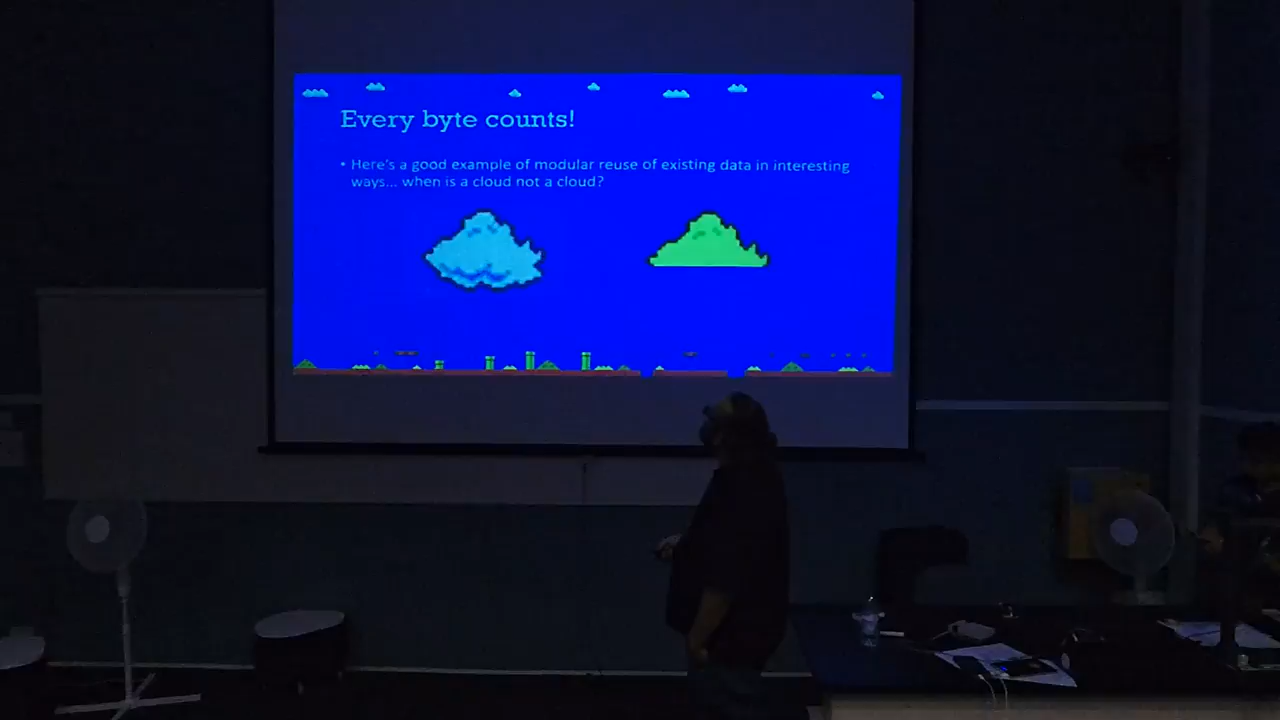 Every byte counts!
• Here's a good example of modular reuse of existing data in interesting
ways... when is a cloud not a cloud?